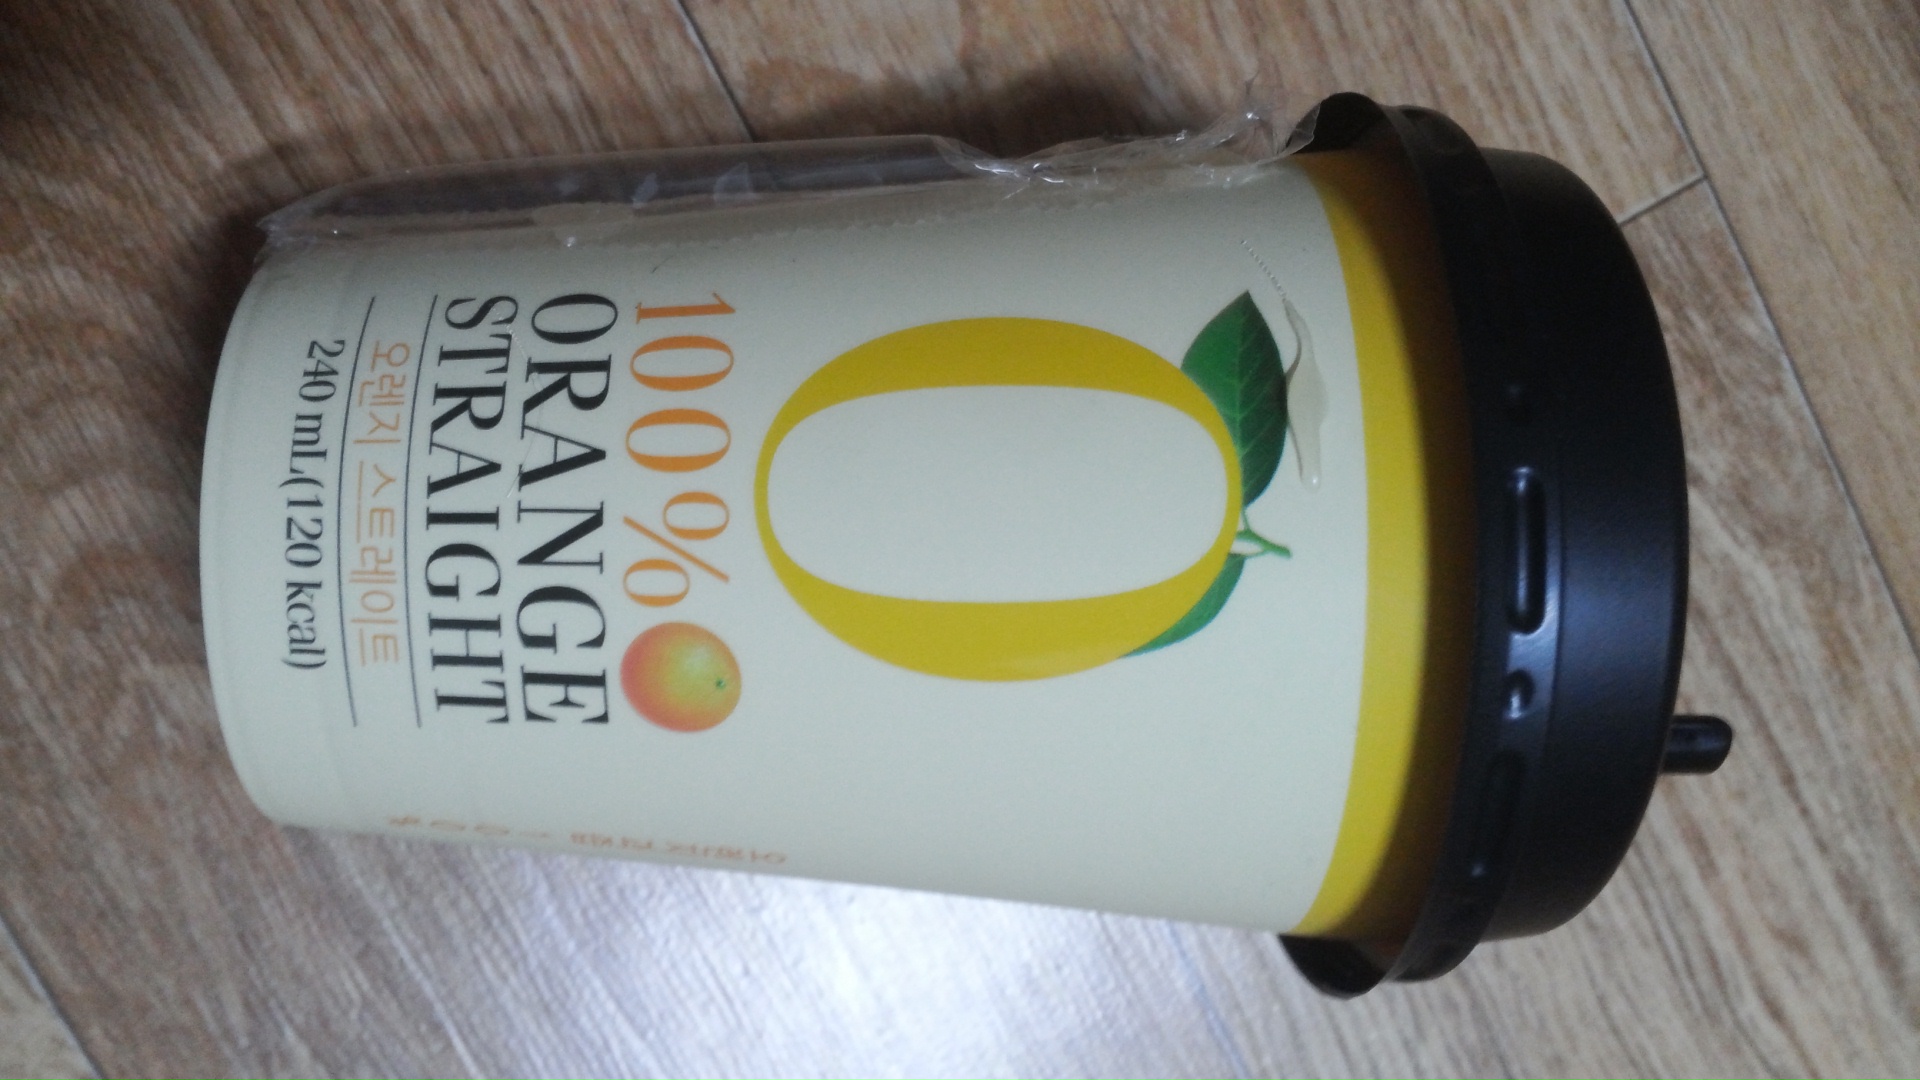 O
100%
ORANGE
STRAIGHT
오렌지 스트레이트
240 mL(120 kcal)